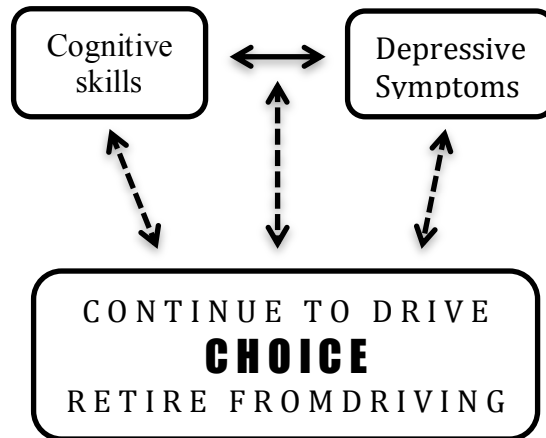 Cognitive
skills
Depressive
Symptoms
CONTINUE TO DRIVE
CHOICE
RETIRE FROMDRIVING